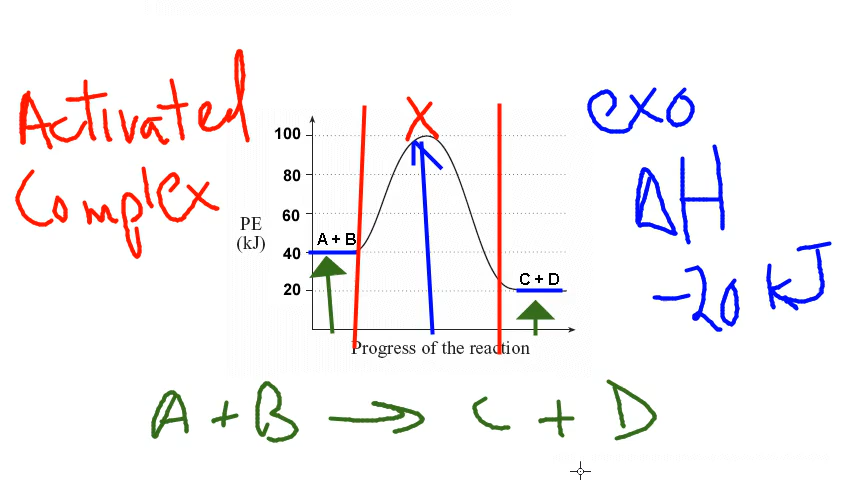 Activated
Complex
X
exo
ΔH
-20 kJ
PE
(kJ)
100
80
60
40
20
A + B
C + D
Progress of the reaction
A + B → C + D